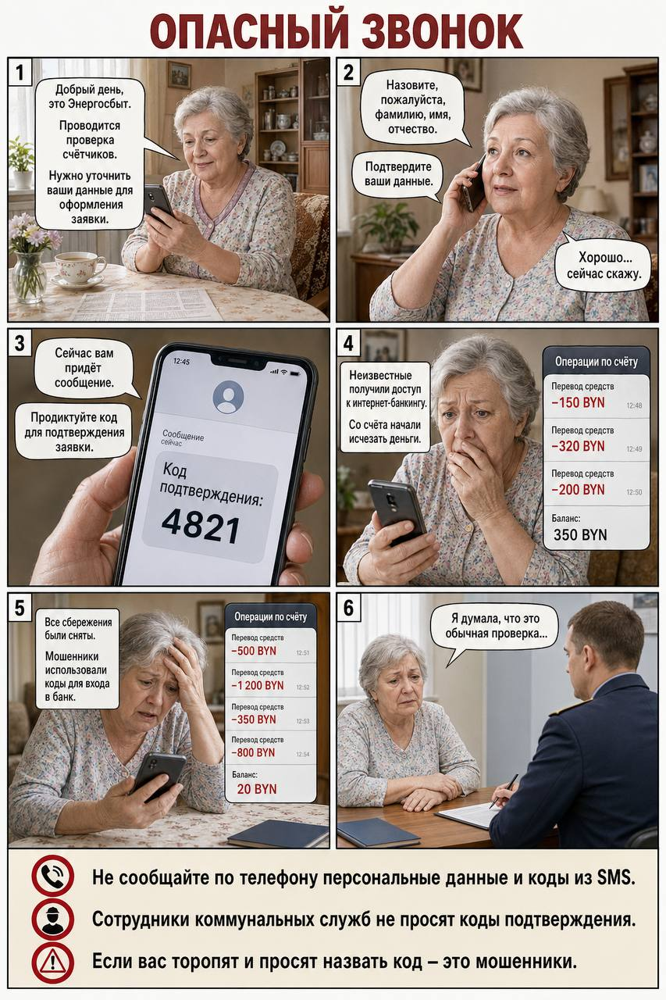 ОПАСНЫЙ ЗВОНОК
1
Добрый день,
это Энергосбыт.
Проводится
проверка
счётчиков.
Нужно уточнить
ваши данные для
оформления
заявки.
2
Назовите,
пожалуйста,
фамилию, имя,
отчество.
Подтвердите
ваши данные.
Хорошо...
сейчас скажу.
3
Сейчас вам
придёт
сообщение.
Продиктуйте код
для подтверждения
заявки.
12:45
Сообщение
сейчас
Код
подтверждения:
4821
4
Неизвестные
получили доступ
к интернет-банкингу.
Со счёта начали
исчезать деньги.
Операции по счёту
Перевод средств
−150 BYN 12:48
Перевод средств
−320 BYN 12:49
Перевод средств
−200 BYN 12:50
Баланс:
350 BYN
5
Все сбережения
были сняты.
Мошенники
использовали
коды для входа
в банк.
Операции по счёту
Перевод средств
−500 BYN 12:51
Перевод средств
−1 200 BYN 12:52
Перевод средств
−350 BYN 12:53
Перевод средств
−800 BYN 12:54
Баланс:
20 BYN
6
Я думала, что это
обычная проверка...
Не сообщайте по телефону персональные данные и коды из SMS.
Сотрудники коммунальных служб не просят коды подтверждения.
Если вас торопят и просят назвать код – это мошенники.